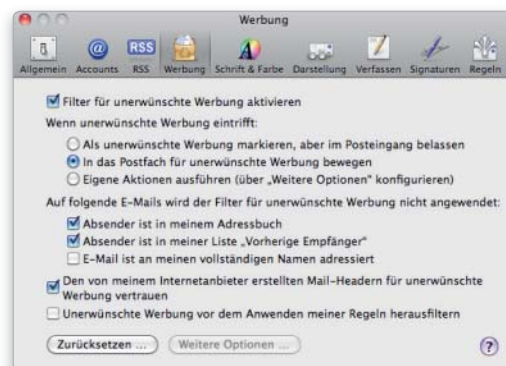 Werbung
Allgemein Accounts RSS Werbung Schrift & Farbe Darstellung Verfassen Signaturen Regeln
Filter für unerwünschte Werbung aktivieren
Wenn unerwünschte Werbung eintrifft:
Als unerwünschte Werbung markieren, aber im Posteingang belassen
In das Postfach für unerwünschte Werbung bewegen
Eigene Aktionen ausführen (über „Weitere Optionen“ konfigurieren)
Auf folgende E-Mails wird der Filter für unerwünschte Werbung nicht angewendet:
Absender ist in meinem Adressbuch
Absender ist in meiner Liste „Vorherige Empfänger“
E-Mail ist an meinen vollständigen Namen adressiert
Den von meinem Internetanbieter erstellten Mail-Headern für unerwünschte
Werbung vertrauen
Unerwünschte Werbung vor dem Anwenden meiner Regeln herausfiltern
Zurücksetzen ... Weitere Optionen ... ?